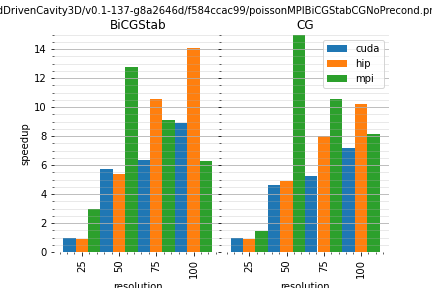 dDrivenCavity3D/v0.1-137-g8a2646d/f584ccac99/poissonMPIBiCGStabCGNoPrecond.pr
BiCGStab
CG
cuda
hip
mpi
speedup
14
12
10
8
6
4
2
0
25
50
75
100
25
50
75
100
resolution
resolution